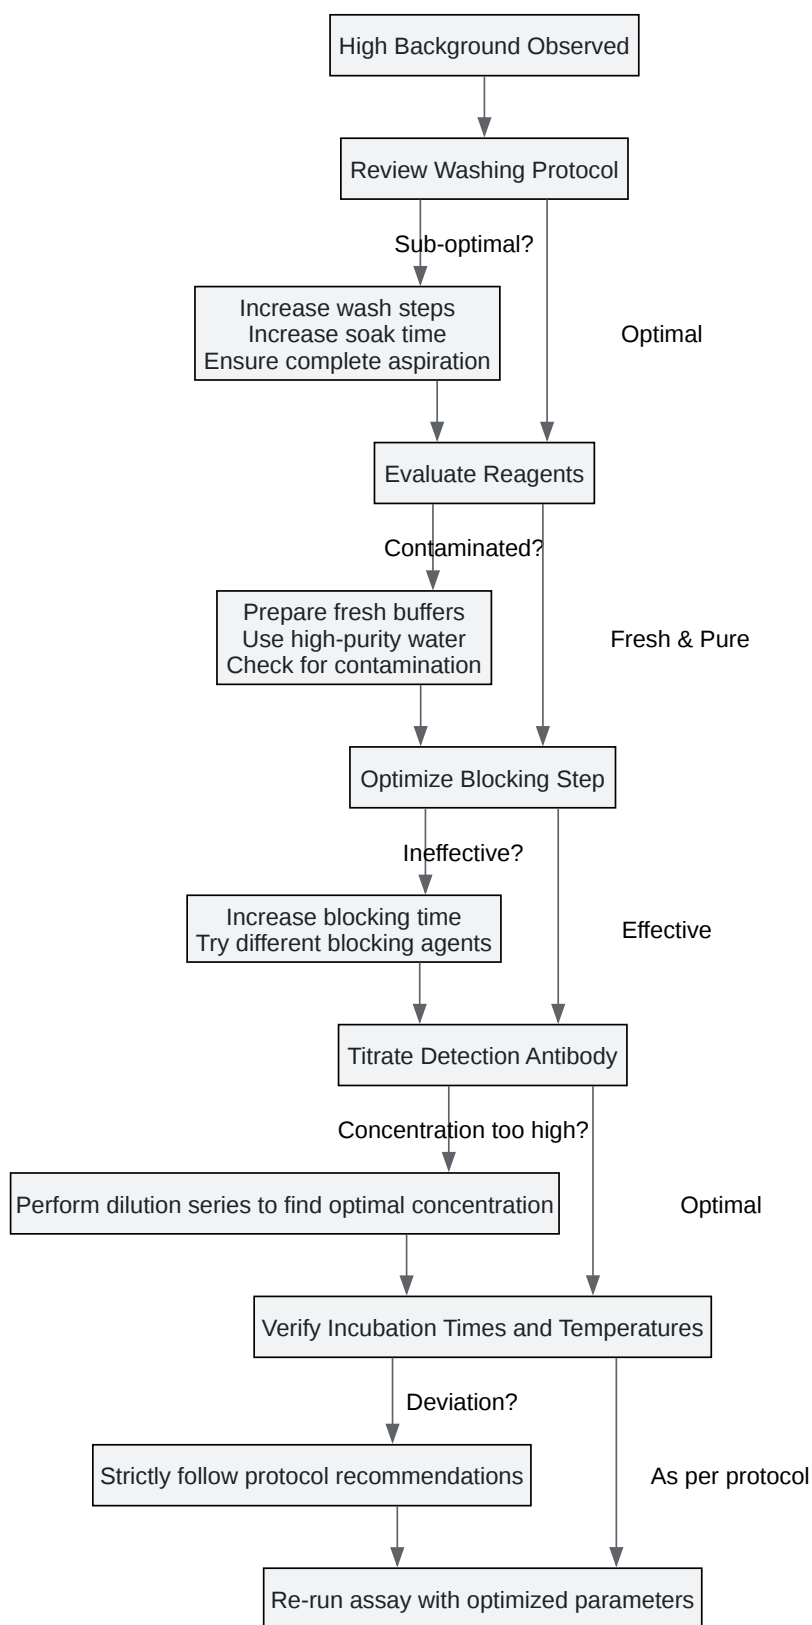 High Background Observed
Review Washing Protocol
Sub-optimal?
Increase wash steps
Increase soak time
Ensure complete aspiration
Optimal
Evaluate Reagents
Contaminated?
Prepare fresh buffers
Use high-purity water
Check for contamination
Fresh & Pure
Optimize Blocking Step
Ineffective?
Increase blocking time
Try different blocking agents
Effective
Titrate Detection Antibody
Concentration too high?
Perform dilution series to find optimal concentration
Optimal
Verify Incubation Times and Temperatures
Deviation?
Strictly follow protocol recommendations
As per protocol
Re-run assay with optimized parameters